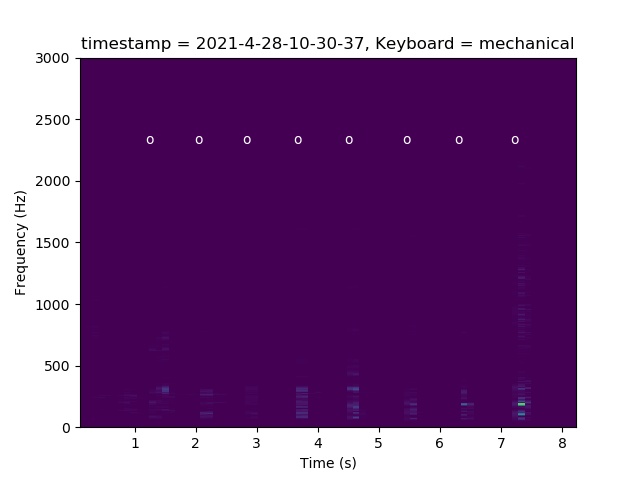 timestamp = 2021-4-28-10-30-37, Keyboard = mechanical
3000
2500
o o o o o o o o
2000
1500
1000
500
0
Frequency (Hz)
1 2 3 4 5 6 7 8
Time (s)